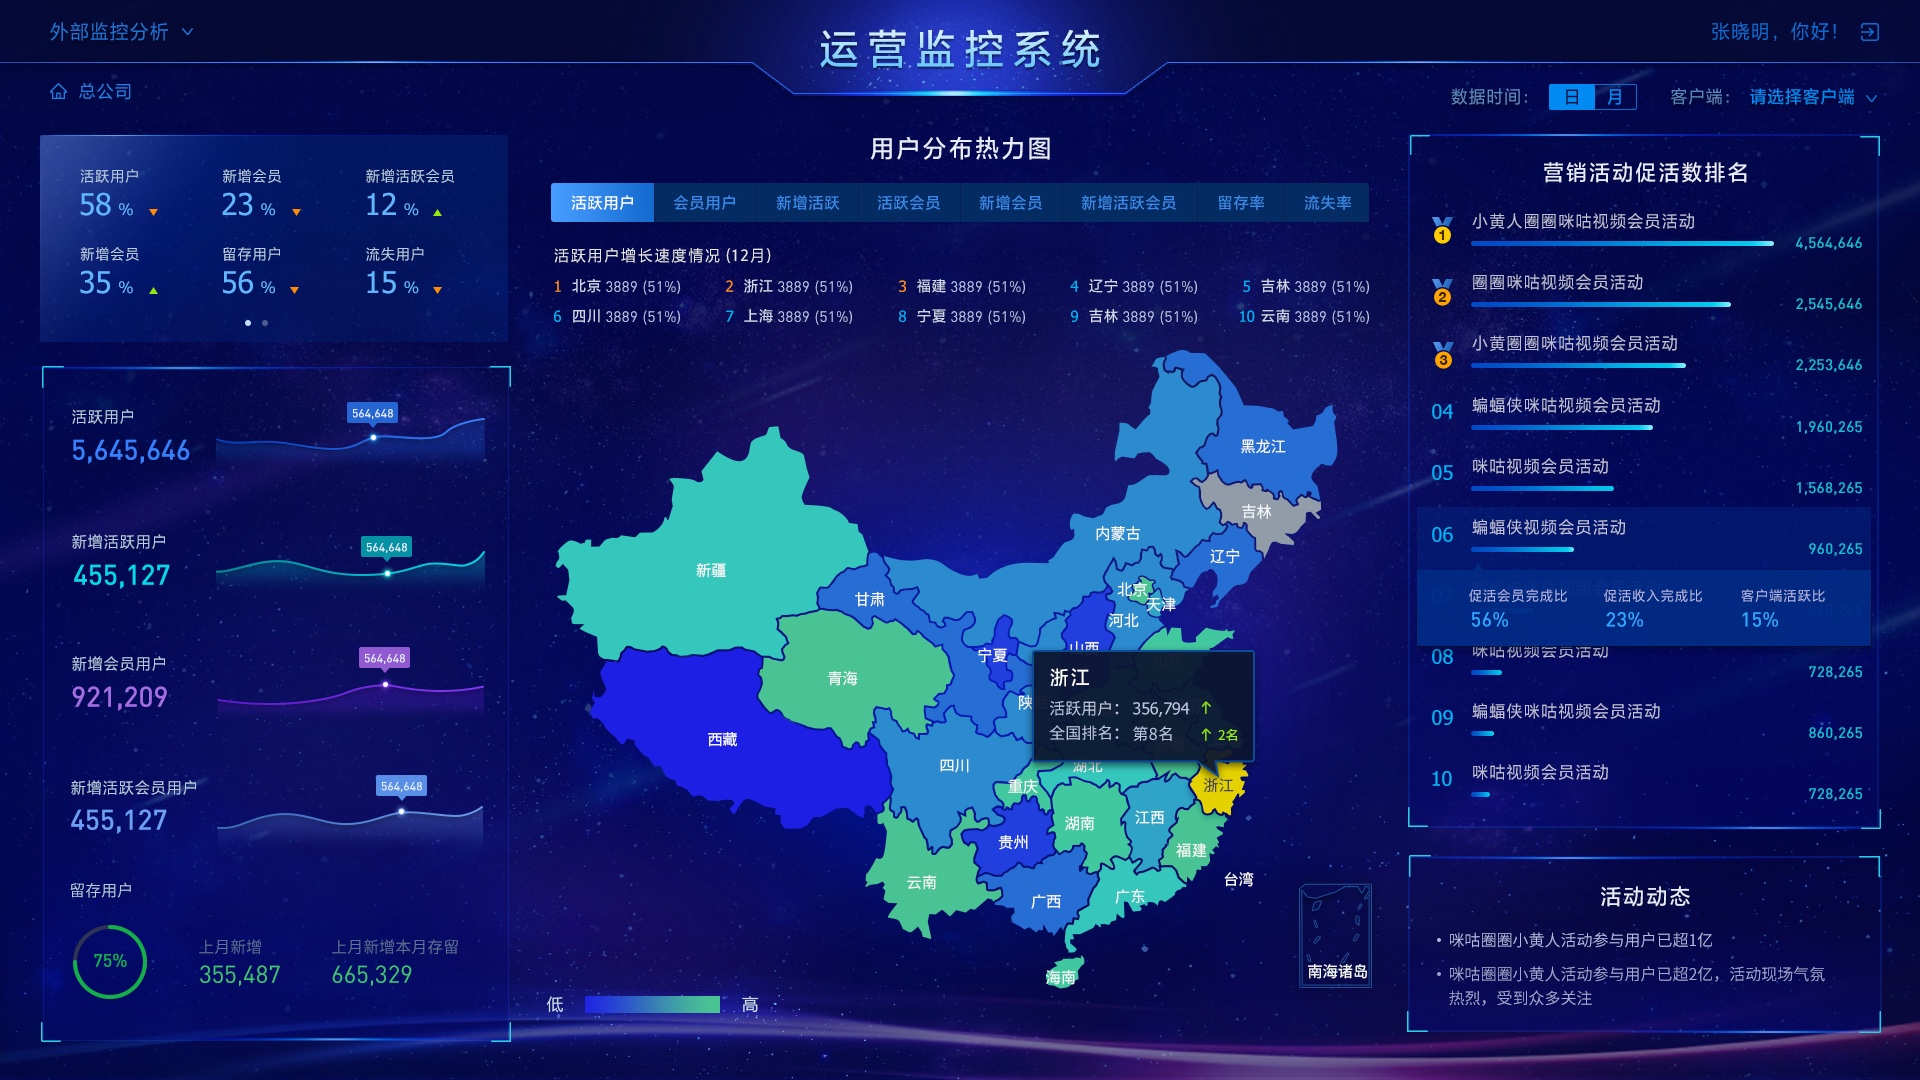 外部监控分析
运营监控系统
张晓明，你好！
总公司
数据时间： 日 月 客户端： 请选择客户端
活跃用户 新增会员 新增活跃会员
58 % 23 % 12 %
新增会员 留存用户 流失用户
35 % 56 % 15 %
活跃用户
5,645,646
564,648
新增活跃用户
455,127
564,648
新增会员用户
921,209
564,648
新增活跃会员用户
455,127
564,648
留存用户
75%
上月新增 上月新增本月存留
355,487 665,329
用户分布热力图
活跃用户 会员用户 新增活跃 活跃会员 新增会员 新增活跃会员 留存率 流失率
活跃用户增长速度情况 (12月)
1 北京 3889 (51%) 2 浙江 3889 (51%) 3 福建 3889 (51%) 4 辽宁 3889 (51%) 5 吉林 3889 (51%)
6 四川 3889 (51%) 7 上海 3889 (51%) 8 宁夏 3889 (51%) 9 吉林 3889 (51%) 10 云南 3889 (51%)
黑龙江
吉林
内蒙古
辽宁
新疆
北京
甘肃
天津
河北
山西
宁夏
青海
陕
浙江
活跃用户： 356,794
全国排名： 第8名 2名
西藏
四川
湖北
重庆
浙江
湖南
江西
贵州
福建
台湾
云南
广西
广东
南海诸岛
海南
低 高
营销活动促活数排名
1 小黄人圈圈咪咕视频会员活动
4,564,646
2 圈圈咪咕视频会员活动
2,545,646
3 小黄圈圈咪咕视频会员活动
2,253,646
04 蝙蝠侠咪咕视频会员活动
1,960,265
05 咪咕视频会员活动
1,568,265
06 蝙蝠侠视频会员活动
960,265
促活会员完成比 促活收入完成比 客户端活跃比
56% 23% 15%
08 咪咕视频会员活动
728,265
09 蝙蝠侠咪咕视频会员活动
860,265
10 咪咕视频会员活动
728,265
活动动态
• 咪咕圈圈小黄人活动参与用户已超1亿
• 咪咕圈圈小黄人活动参与用户已超2亿，活动现场气氛
热烈，受到众多关注